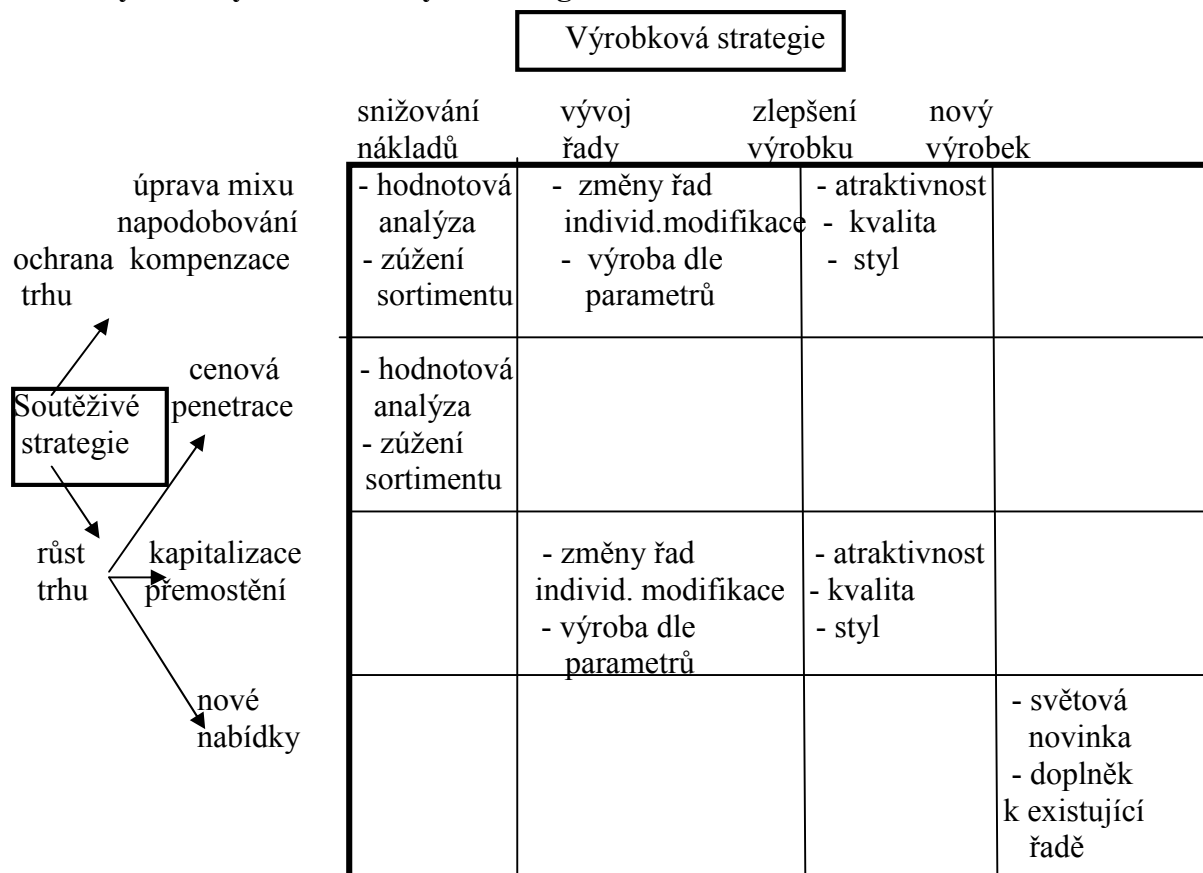 Výrobková strategie
snižování vývoj zlepšení nový
nákladů řady výrobku výrobek
úprava mixu - hodnotová - změny řad - atraktivnost
napodobování analýza individ.modifikace - kvalita
ochrana kompenzace - zúžení - výroba dle - styl
trhu sortimentu parametrů
cenová - hodnotová
Soutěživé penetrace analýza
strategie - zúžení
sortimentu
růst kapitalizace - změny řad - atraktivnost
trhu přemostění individ. modifikace - kvalita
- výroba dle - styl
parametrů
nové - světová
nabídky novinka
- doplněk
k existující
řadě